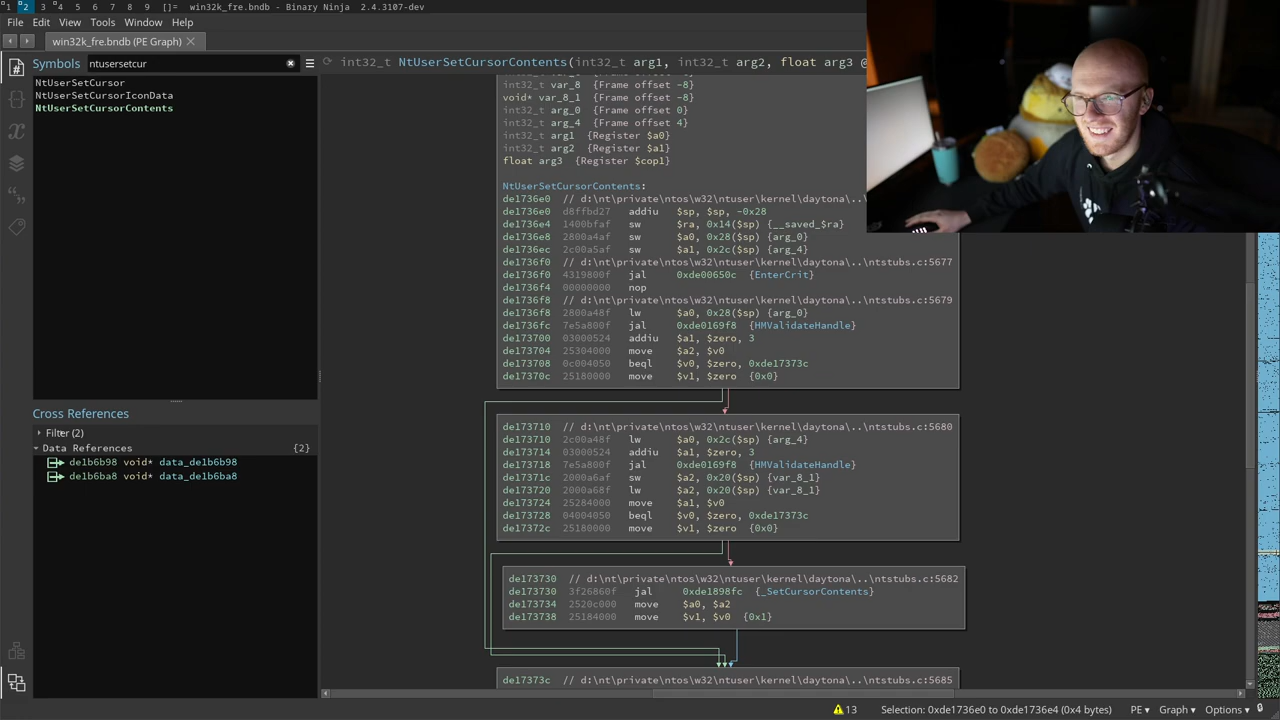 1 2 3 4 5 6 7 8 9 []= win32k_fre.bndb — Binary Ninja 2.4.3107-dev
File Edit View Tools Window Help
win32k_fre.bndb (PE Graph)
Symbols ntusersetcur
int32_t NtUserSetCursorContents(int32_t arg1, int32_t arg2, float arg3 @
NtUserSetCursor
NtUserSetCursorIconData
NtUserSetCursorContents
int32_t var_8 {Frame offset -8}
void* var_8_1 {Frame offset -8}
int32_t arg_0 {Frame offset 0}
int32_t arg_4 {Frame offset 4}
int32_t arg1 {Register $a0}
int32_t arg2 {Register $a1}
float arg3 {Register $cop1}
NtUserSetCursorContents:
de1736e0 // d:\nt\private\ntos\w32\ntuser\kernel\daytona\..
de1736e0 d8ffbd27 addiu $sp, $sp, -0x28
de1736e4 1400bfaf sw $ra, 0x14($sp) {__saved_$ra}
de1736e8 2800a4af sw $a0, 0x28($sp) {arg_0}
de1736ec 2c00a5af sw $a1, 0x2c($sp) {arg_4}
de1736f0 // d:\nt\private\ntos\w32\ntuser\kernel\daytona\..\ntstubs.c:5677
de1736f0 4319800f jal 0xde00650c {EnterCrit}
de1736f4 00000000 nop
de1736f8 // d:\nt\private\ntos\w32\ntuser\kernel\daytona\..\ntstubs.c:5679
de1736f8 2800a48f lw $a0, 0x28($sp) {arg_0}
de1736fc 7e5a800f jal 0xde0169f8 {HMValidateHandle}
de173700 03000524 addiu $a1, $zero, 3
de173704 25304000 move $a2, $v0
de173708 0c004050 beql $v0, $zero, 0xde17373c
de17370c 25180000 move $v1, $zero {0x0}
de173710 // d:\nt\private\ntos\w32\ntuser\kernel\daytona\..\ntstubs.c:5680
de173710 2c00a48f lw $a0, 0x2c($sp) {arg_4}
de173714 03000524 addiu $a1, $zero, 3
de173718 7e5a800f jal 0xde0169f8 {HMValidateHandle}
de17371c 2000a6af sw $a2, 0x20($sp) {var_8_1}
de173720 2000a68f lw $a2, 0x20($sp) {var_8_1}
de173724 25284000 move $a1, $v0
de173728 04004050 beql $v0, $zero, 0xde17373c
de17372c 25180000 move $v1, $zero {0x0}
de173730 // d:\nt\private\ntos\w32\ntuser\kernel\daytona\..\ntstubs.c:5682
de173730 3f26860f jal 0xde1898fc {_SetCursorContents}
de173734 2520c000 move $a0, $a2
de173738 25184000 move $v1, $v0 {0x1}
de17373c // d:\nt\private\ntos\w32\ntuser\kernel\daytona\..\ntstubs.c:5685
Cross References
Filter (2)
Data References {2}
de1b6b98 void* data_de1b6b98
de1b6ba8 void* data_de1b6ba8
13 Selection: 0xde1736e0 to 0xde1736e4 (0x4 bytes) PE Graph Options